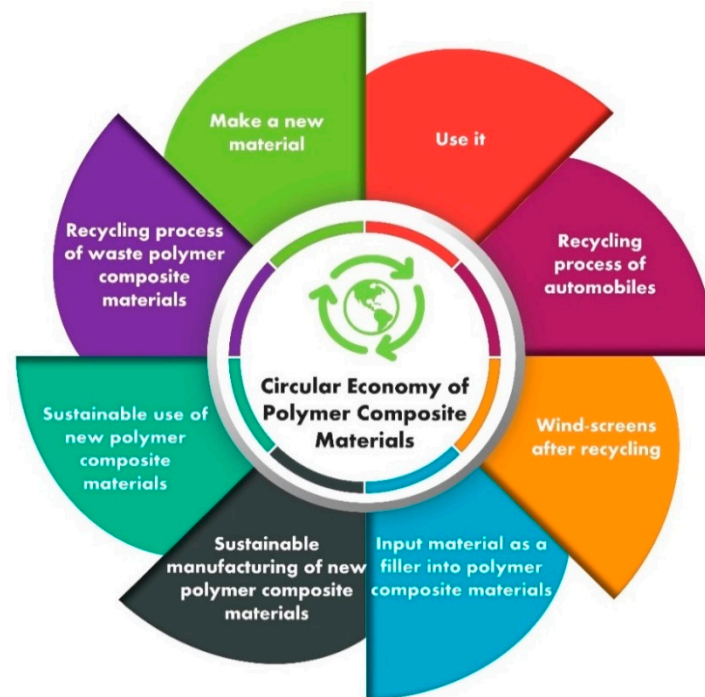 Make a new
material
Use it
Recycling
process of
automobiles
Wind-screens
after recycling
Input material as a
filler into polymer
composite materials
Sustainable
manufacturing of new
polymer composite
materials
Sustainable use of
new polymer
composite
materials
Recycling process
of waste polymer
composite
materials
Circular Economy of
Polymer Composite
Materials